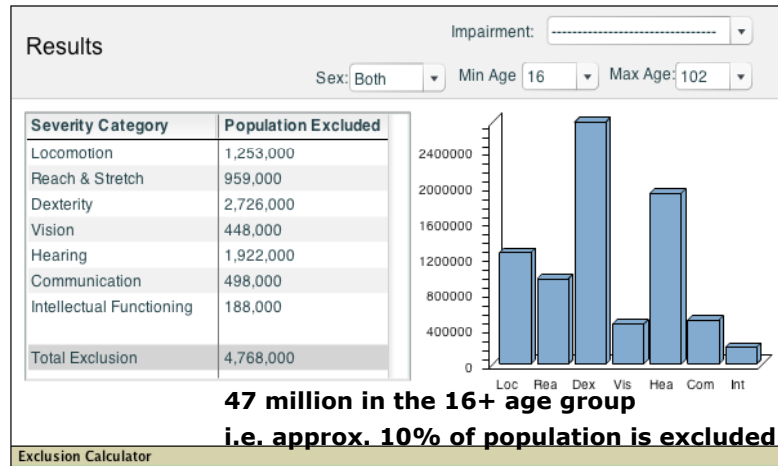 Results
Impairment: --------------------------------
Sex: Both Min Age 16 Max Age: 102
Severity Category Population Excluded
Locomotion 1,253,000
Reach & Stretch 959,000
Dexterity 2,726,000
Vision 448,000
Hearing 1,922,000
Communication 498,000
Intellectual Functioning 188,000
Total Exclusion 4,768,000
2400000
2000000
1600000
1200000
800000
400000
0
Loc Rea Dex Vis Hea Com Int
47 million in the 16+ age group
i.e. approx. 10% of population is excluded
Exclusion Calculator